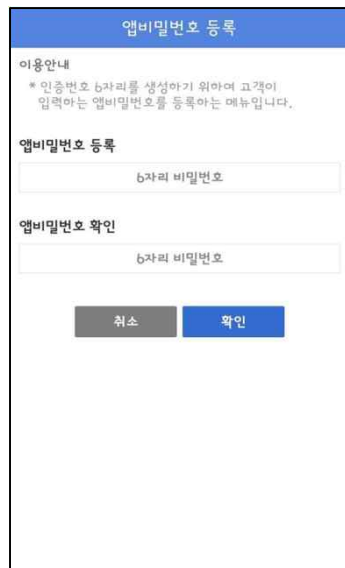 앱비밀번호 등록
이용안내
* 인증번호 6자리를 생성하기 위하여 고객이
입력하는 앱비밀번호를 등록하는 메뉴입니다.
앱비밀번호 등록
6자리 비밀번호
앱비밀번호 확인
6자리 비밀번호
취소 확인